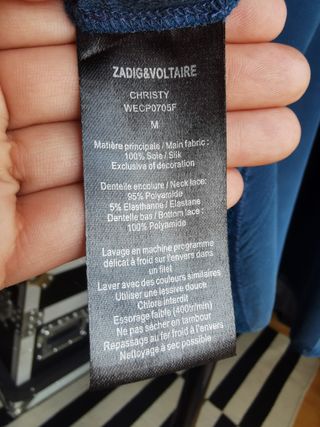 ZADIG&VOLTAIRE
CHRISTY
WECP0705F
M
Matière principales / Main fabric :
100% Soie / Silk
Exclusive of decoration
Dentelle encolure / Neck lace:
95% Polyamide
5% Elasthanne / Elastane
Dentelle bas / Bottom lace :
100% Polyamide
Lavage en machine programme
délicat à froid sur l'envers dans
un filet
Laver avec des couleurs similaires
Utiliser une lessive douce
Chlore interdit
Essorage faible (400tr/min)
Ne pas sécher en tambour
Repassage au fer froid à l'envers
Nettoyage à sec possible